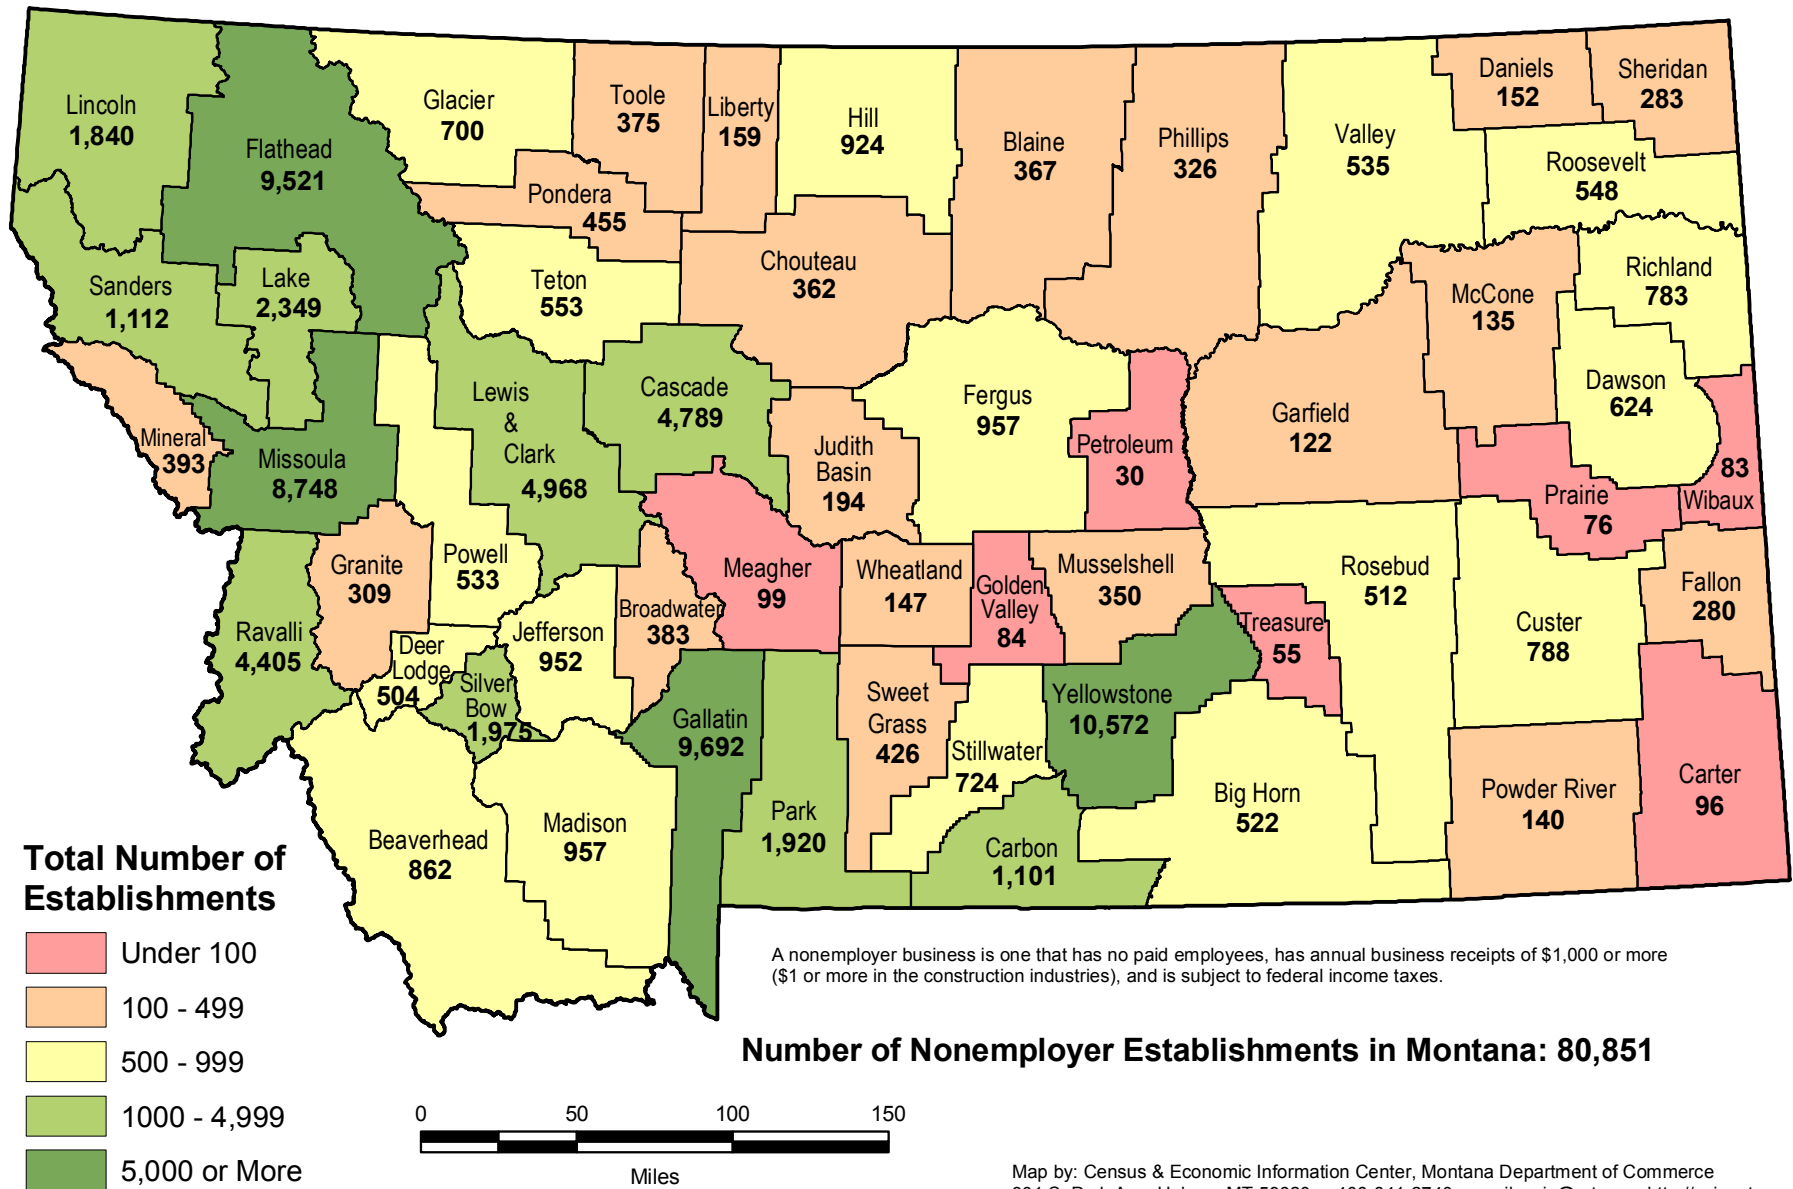 Lincoln
1,840
Flathead
9,521
Glacier
700
Toole
375
Liberty
159
Hill
924
Blaine
367
Phillips
326
Valley
535
Daniels
152
Sheridan
283
Roosevelt
548
Pondera
455
Sanders
1,112
Lake
2,349
Teton
553
Chouteau
362
McCone
135
Richland
783
Dawson
624
Mineral
393
Missoula
8,748
Lewis
&
Clark
4,968
Cascade
4,789
Judith
Basin
194
Fergus
957
Petroleum
30
Garfield
122
Prairie
76
83
Wibaux
Ravalli
4,405
Granite
309
Powell
533
Deer
Lodge
504
Silver
Bow
1,975
Jefferson
952
Broadwater
383
Meagher
99
Wheatland
147
Golden
Valley
84
Musselshell
350
Treasure
55
Rosebud
512
Custer
788
Fallon
280
Beaverhead
862
Madison
957
Gallatin
9,692
Park
1,920
Sweet
Grass
426
Stillwater
724
Yellowstone
10,572
Carbon
1,101
Big Horn
522
Powder River
140
Carter
96
Total Number of
Establishments
Under 100
100 - 499
500 - 999
1000 - 4,999
5,000 or More
A nonemployer business is one that has no paid employees, has annual business receipts of $1,000 or more
($1 or more in the construction industries), and is subject to federal income taxes.
Number of Nonemployer Establishments in Montana: 80,851
0 50 100 150
Miles
Map by: Census & Economic Information Center, Montana Department of Commerce